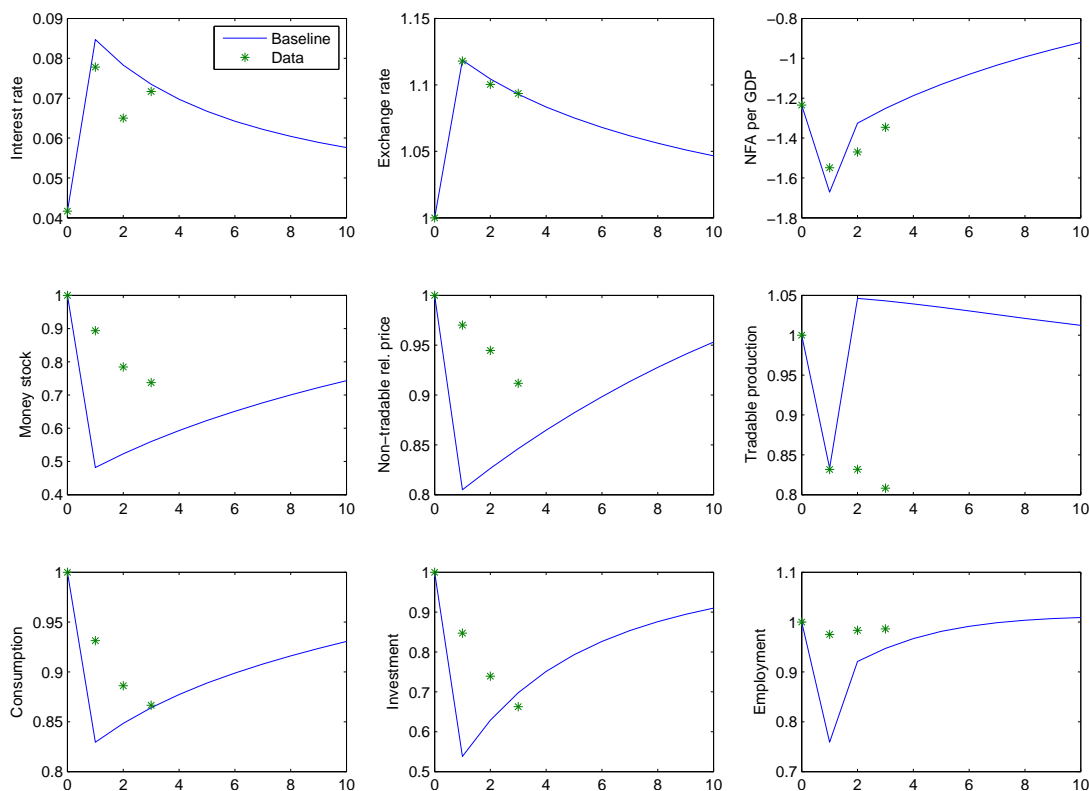 0.09
0.08
0.07
0.06
0.05
0.04
Interest rate
0 2 4 6 8 10
Baseline
Data
1.15
1.1
1.05
1
Exchange rate
0 2 4 6 8 10
−0.8
−1
−1.2
−1.4
−1.6
−1.8
NFA per GDP
0 2 4 6 8 10
1
0.9
0.8
0.7
0.6
0.5
0.4
Money stock
0 2 4 6 8 10
1
0.95
0.9
0.85
0.8
Non−tradable rel. price
0 2 4 6 8 10
1.05
1
0.95
0.9
0.85
0.8
Tradable production
0 2 4 6 8 10
1
0.95
0.9
0.85
0.8
Consumption
0 2 4 6 8 10
1
0.9
0.8
0.7
0.6
0.5
Investment
0 2 4 6 8 10
1.1
1
0.9
0.8
0.7
Employment
0 2 4 6 8 10